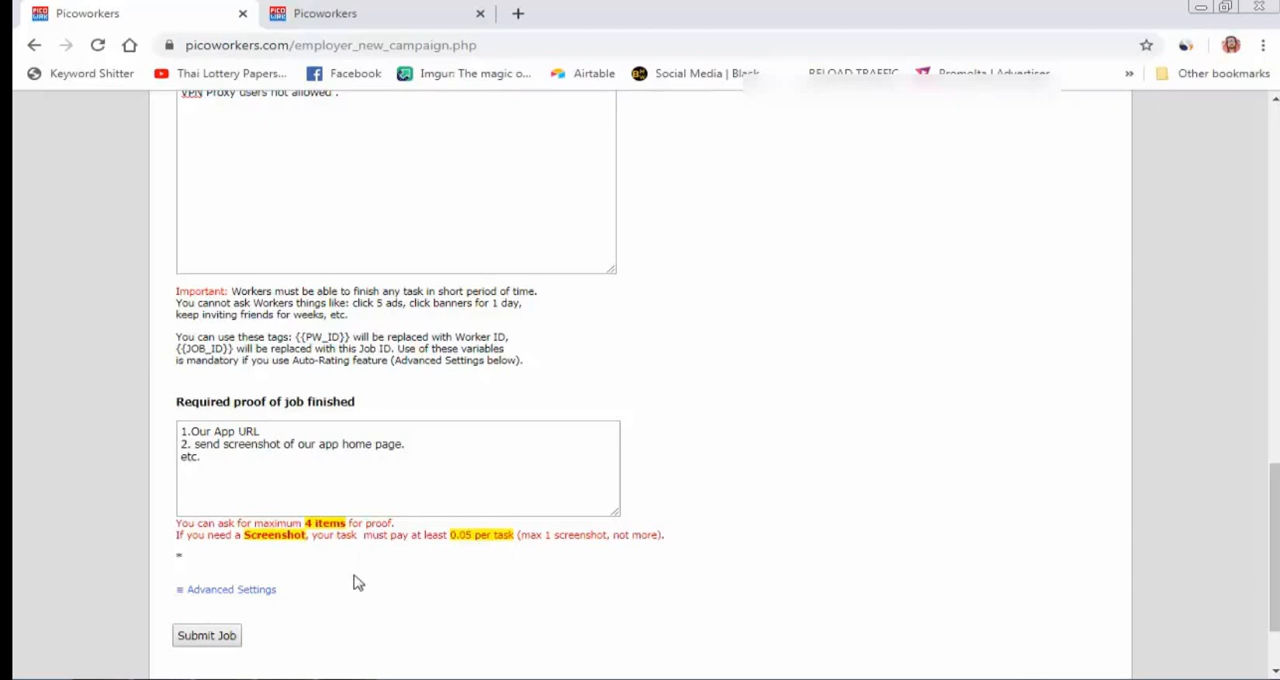 Picoworkers
Picoworkers
picoworkers.com/employer_new_campaign.php
Keyword Shitter
Thai Lottery Papers...
Facebook
Imgur: The magic o...
Airtable
Social Media | Black
RELOAD TRAFFIC
Promolta | Advertiser
»
Other bookmarks
VPN Proxy users not allowed .
Important: Workers must be able to finish any task in short period of time.
You cannot ask Workers things like: click 5 ads, click banners for 1 day,
keep inviting friends for weeks, etc.
You can use these tags: {{PW_ID}} will be replaced with Worker ID,
{{JOB_ID}} will be replaced with this Job ID. Use of these variables
is mandatory if you use Auto-Rating feature (Advanced Settings below).
Required proof of job finished
1.Our App URL
2. send screenshot of our app home page.
etc.
You can ask for maximum 4 items for proof.
If you need a Screenshot, your task must pay at least 0.05 per task (max 1 screenshot, not more).
*
≡ Advanced Settings
Submit Job